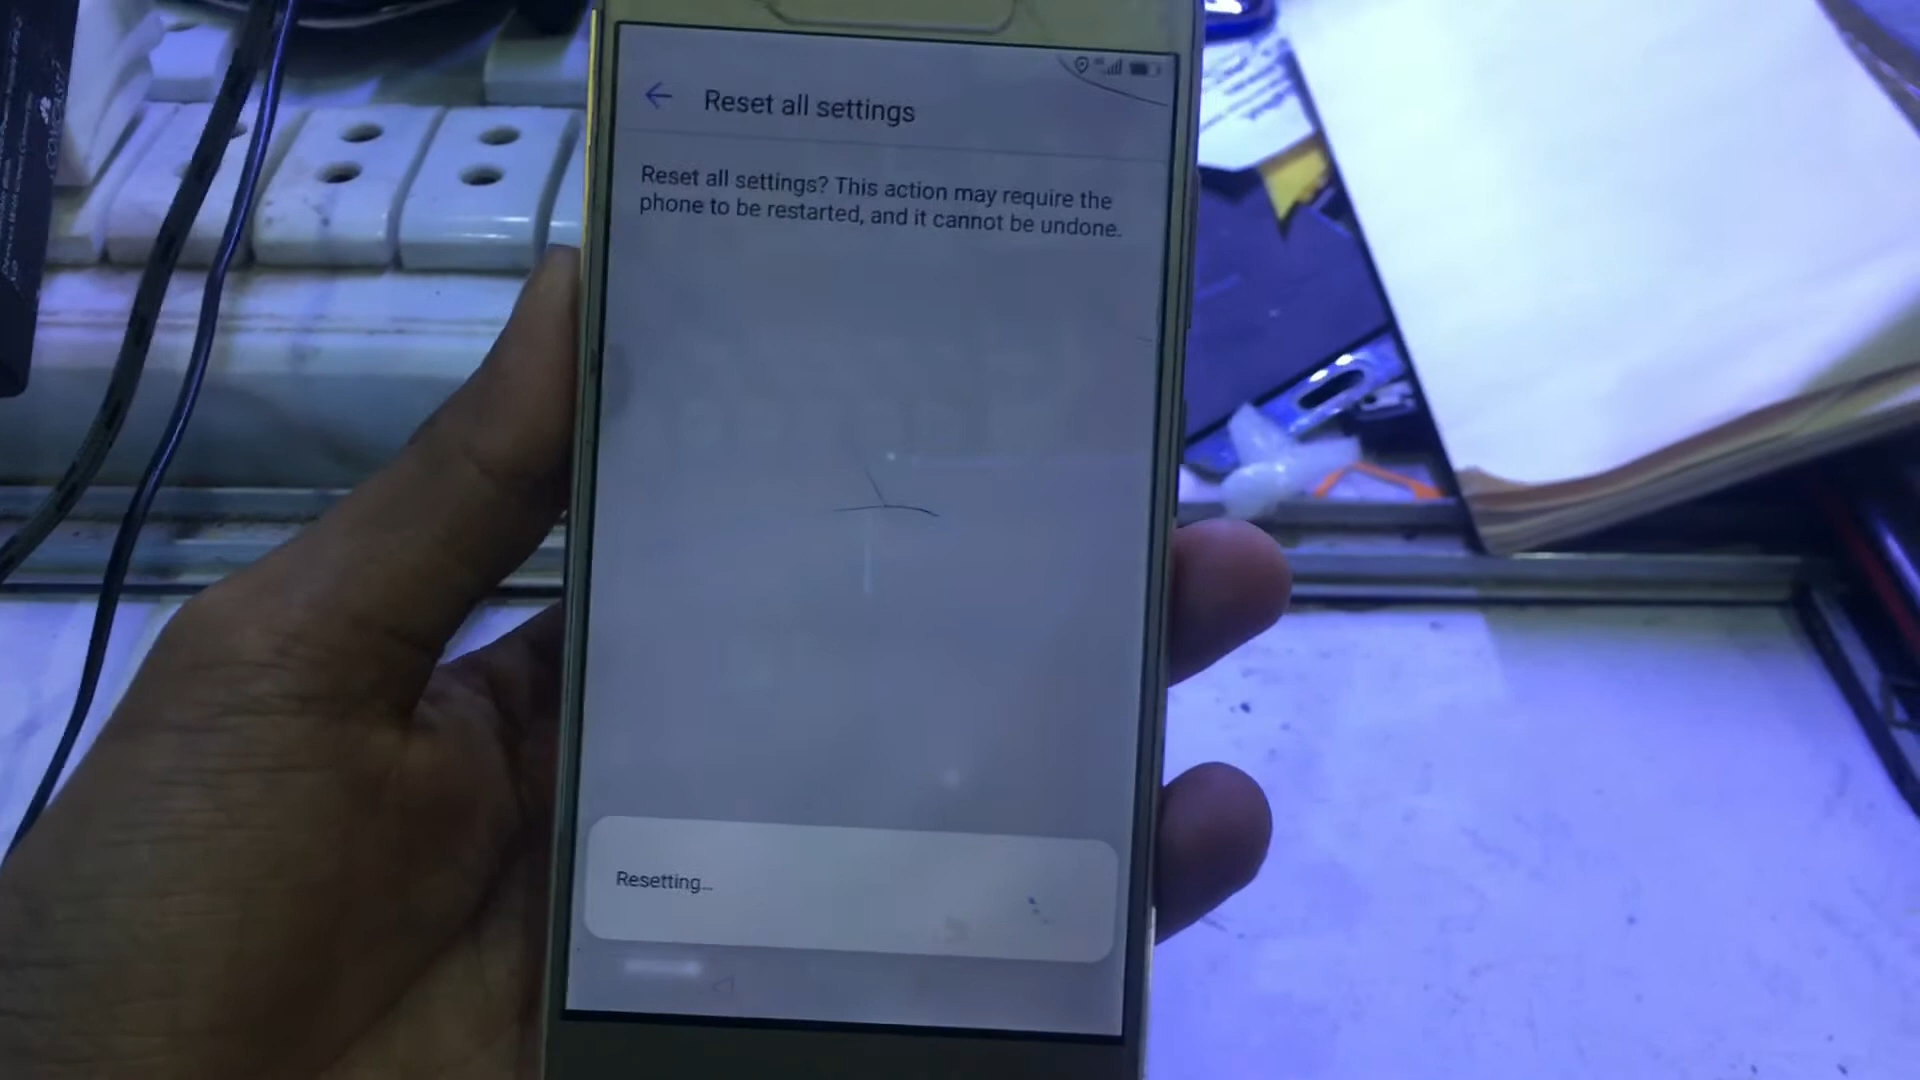 Reset all settings
Reset all settings? This action may require the
phone to be restarted, and it cannot be undone.
Resetting...